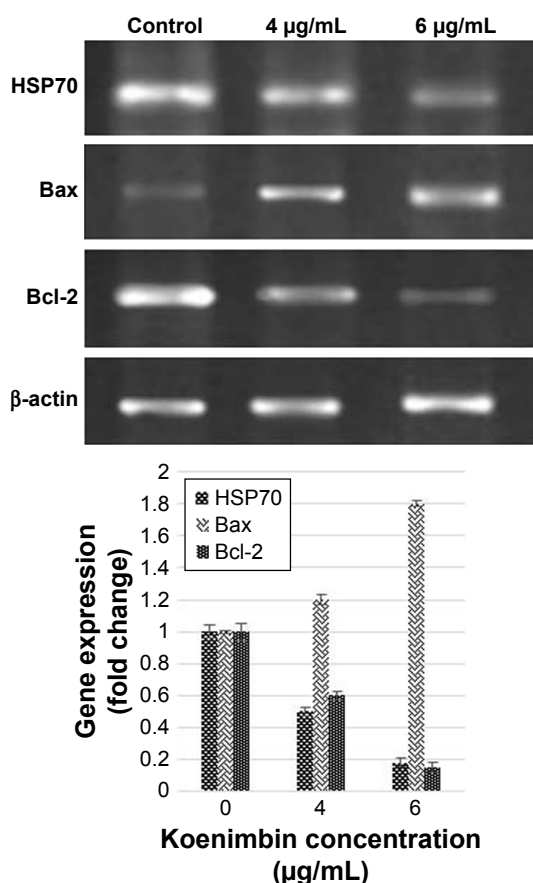 Control 4 µg/mL 6 µg/mL
HSP70
Bax
Bcl-2
β-actin
2
1.8
1.6
1.4
1.2
1
0.8
0.6
0.4
0.2
0
HSP70
Bax
Bcl-2
Gene expression
(fold change)
0 4 6
Koenimbin concentration
(µg/mL)